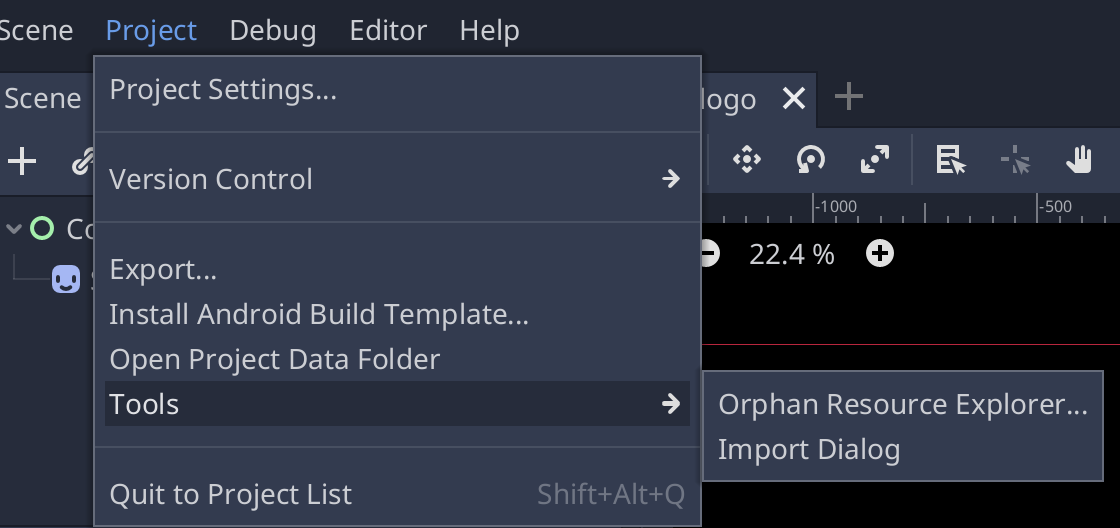 Scene Project Debug Editor Help
Scene
logo
Project Settings...
Version Control
-1000
-500
22.4 %
Export...
Install Android Build Template...
Open Project Data Folder
Tools
Orphan Resource Explorer...
Import Dialog
Quit to Project List Shift+Alt+Q